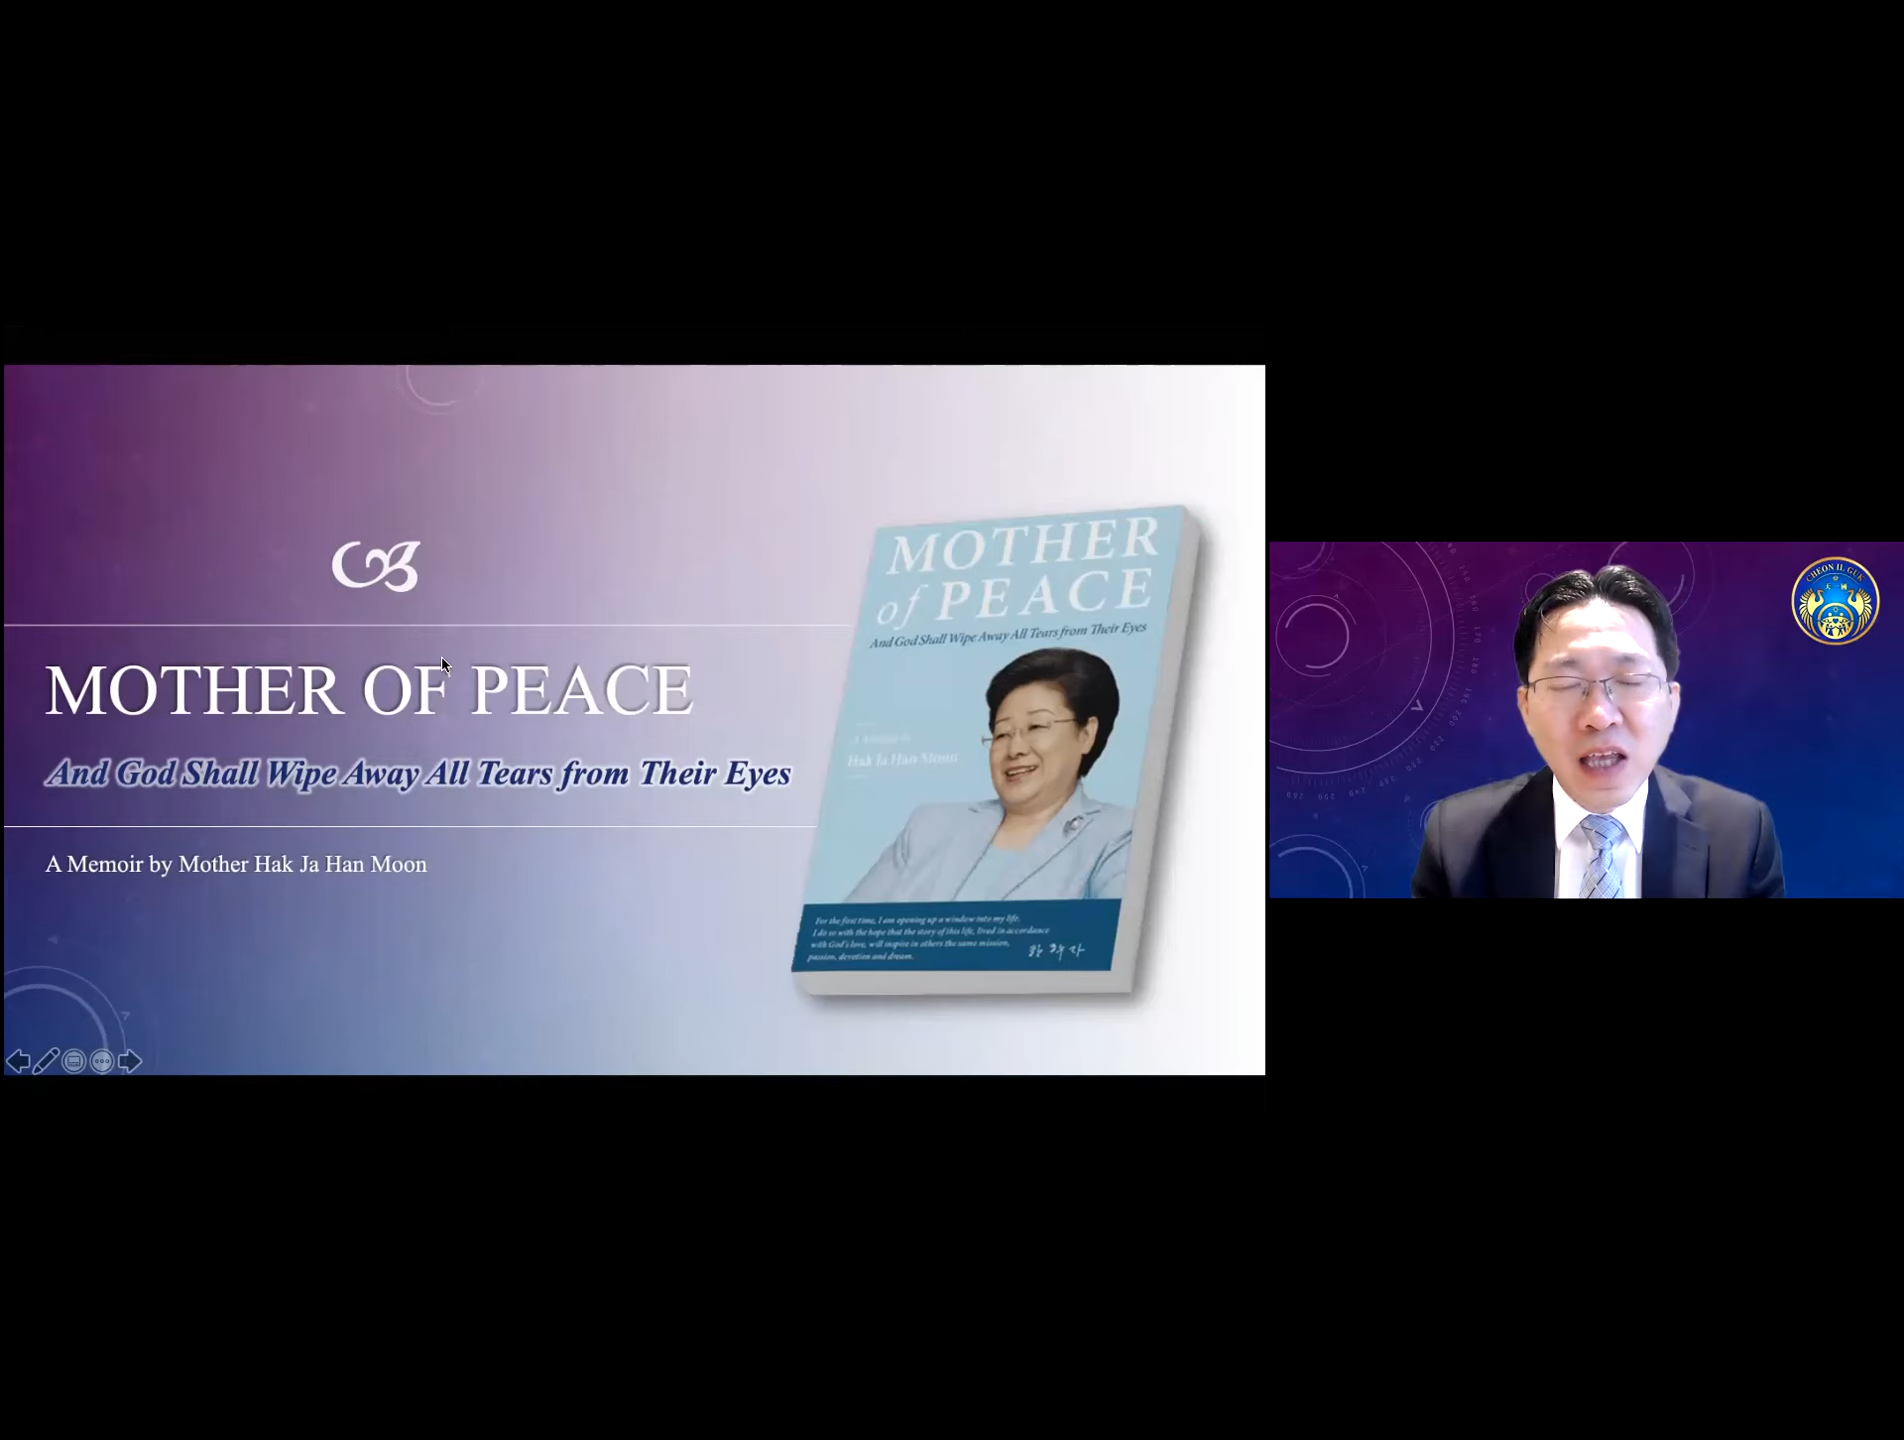 MOTHER OF PEACE
And God Shall Wipe Away All Tears from Their Eyes
A Memoir by Mother Hak Ja Han Moon
MOTHER
of PEACE
And God Shall Wipe Away All Tears from Their Eyes
A Memoir by
Hak Ja Han Moon
For the first time, I am opening up a window into my life.
I do so with the hope that the story of this life, lived in accordance
with God's love, will inspire in others the same mission,
passion, devotion and dream.
한 학 자
CHEON IL GUK